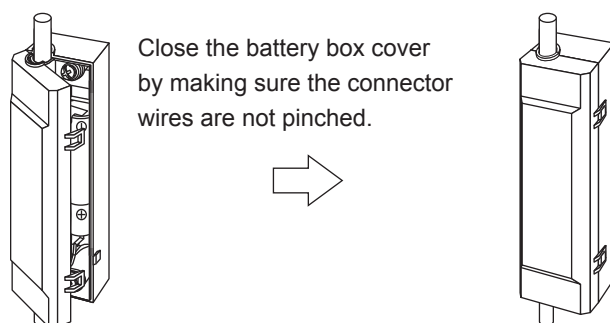 Close the battery box cover
by making sure the connector
wires are not pinched.